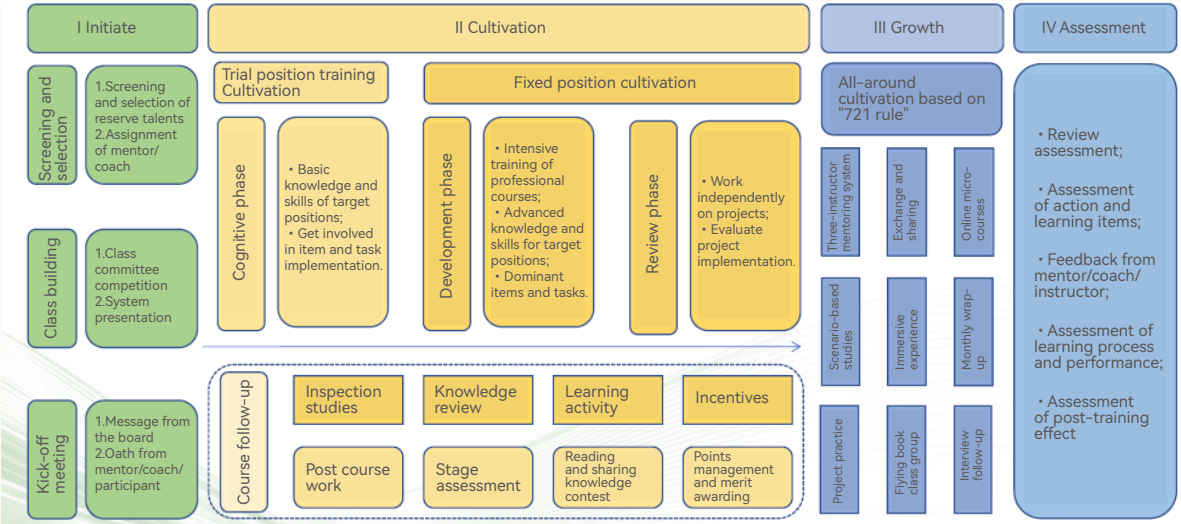 I Initiate
II Cultivation
III Growth
IV Assessment
Screening and
selection
1.Screening
and selection of
reserve talents
2.Assignment
of mentor/
coach
Class building
1.Class
committee
competition
2.System
presentation
Kick-off
meeting
1.Message from
the board
2.Oath from
mentor/coach/
participant
Trial position training
Cultivation
Fixed position cultivation
Cognitive phase
• Basic
knowledge and
skills of target
positions;
• Get involved
in item and task
implementation.
Development phase
• Intensive
training of
professional
courses;
• Advanced
knowledge and
skills for target
positions;
• Dominant
items and tasks.
Review phase
• Work
independently
on projects;
• Evaluate
project
implementation.
Course follow-up
Inspection
studies
Knowledge
review
Learning
activity
Incentives
Post course
work
Stage
assessment
Reading
and sharing
knowledge
contest
Points
management
and merit
awarding
All-around
cultivation based on
"721 rule"
Three-instructor
mentoring system
Exchange and
sharing
Online micro-
courses
Scenario-based
studies
Immersive
experience
Monthly wrap-
up
Project practice
Flying book
class group
Interview
follow-up
• Review
assessment;
• Assessment
of action and
learning items;
• Feedback from
mentor/coach/
instructor;
• Assessment of
learning process
and performance;
• Assessment
of post-training
effect